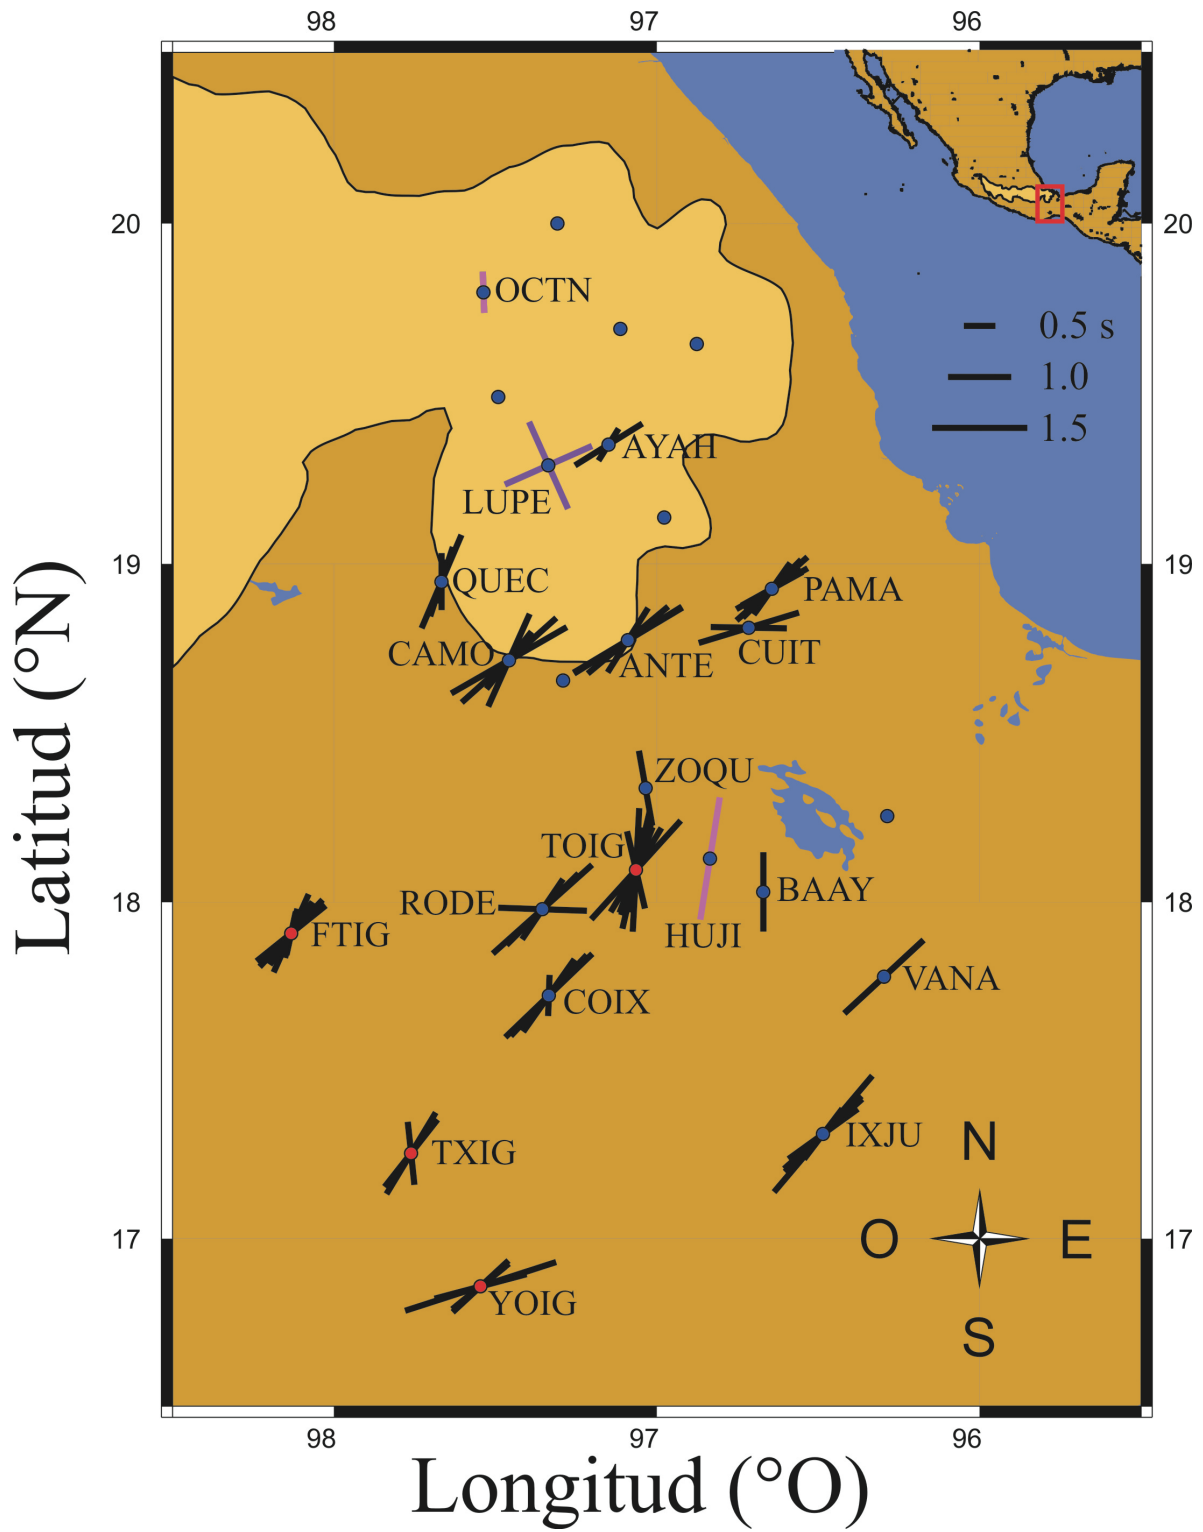 98 97 96
20 20
OCTN
0.5 s
1.0
1.5
AYAH
LUPE
19 19
QUEC
PAMA
CAMO
CUIT
ANTE
ZOQU
TOIG
BAAY
RODE
18 18
FTIG
HUJI
VANA
COIX
IXJU
N
TXIG
17 17
O E
YOIG
S
98 97 96
Latitud (°N)
Longitud (°O)